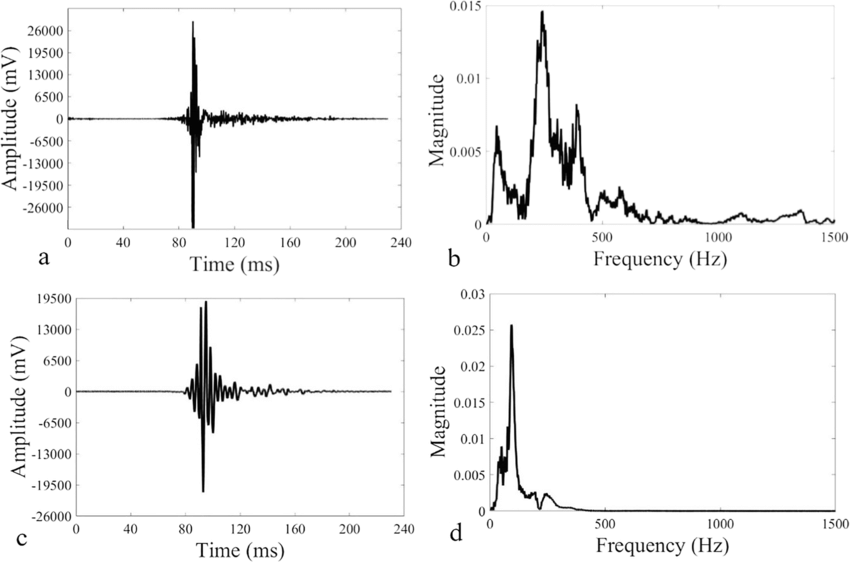 Amplitude (mV)
26000
19500
13000
6500
0
-6500
-13000
-19500
-26000
0 40 80 120 160 200 240
Time (ms)
a
Magnitude
0.015
0.01
0.005
0
0 500 1000 1500
Frequency (Hz)
b
Amplitude (mV)
19500
13000
6500
0
-6500
-13000
-19500
-26000
0 40 80 120 160 200 240
Time (ms)
c
Magnitude
0.03
0.025
0.02
0.015
0.01
0.005
0
0 500 1000 1500
Frequency (Hz)
d